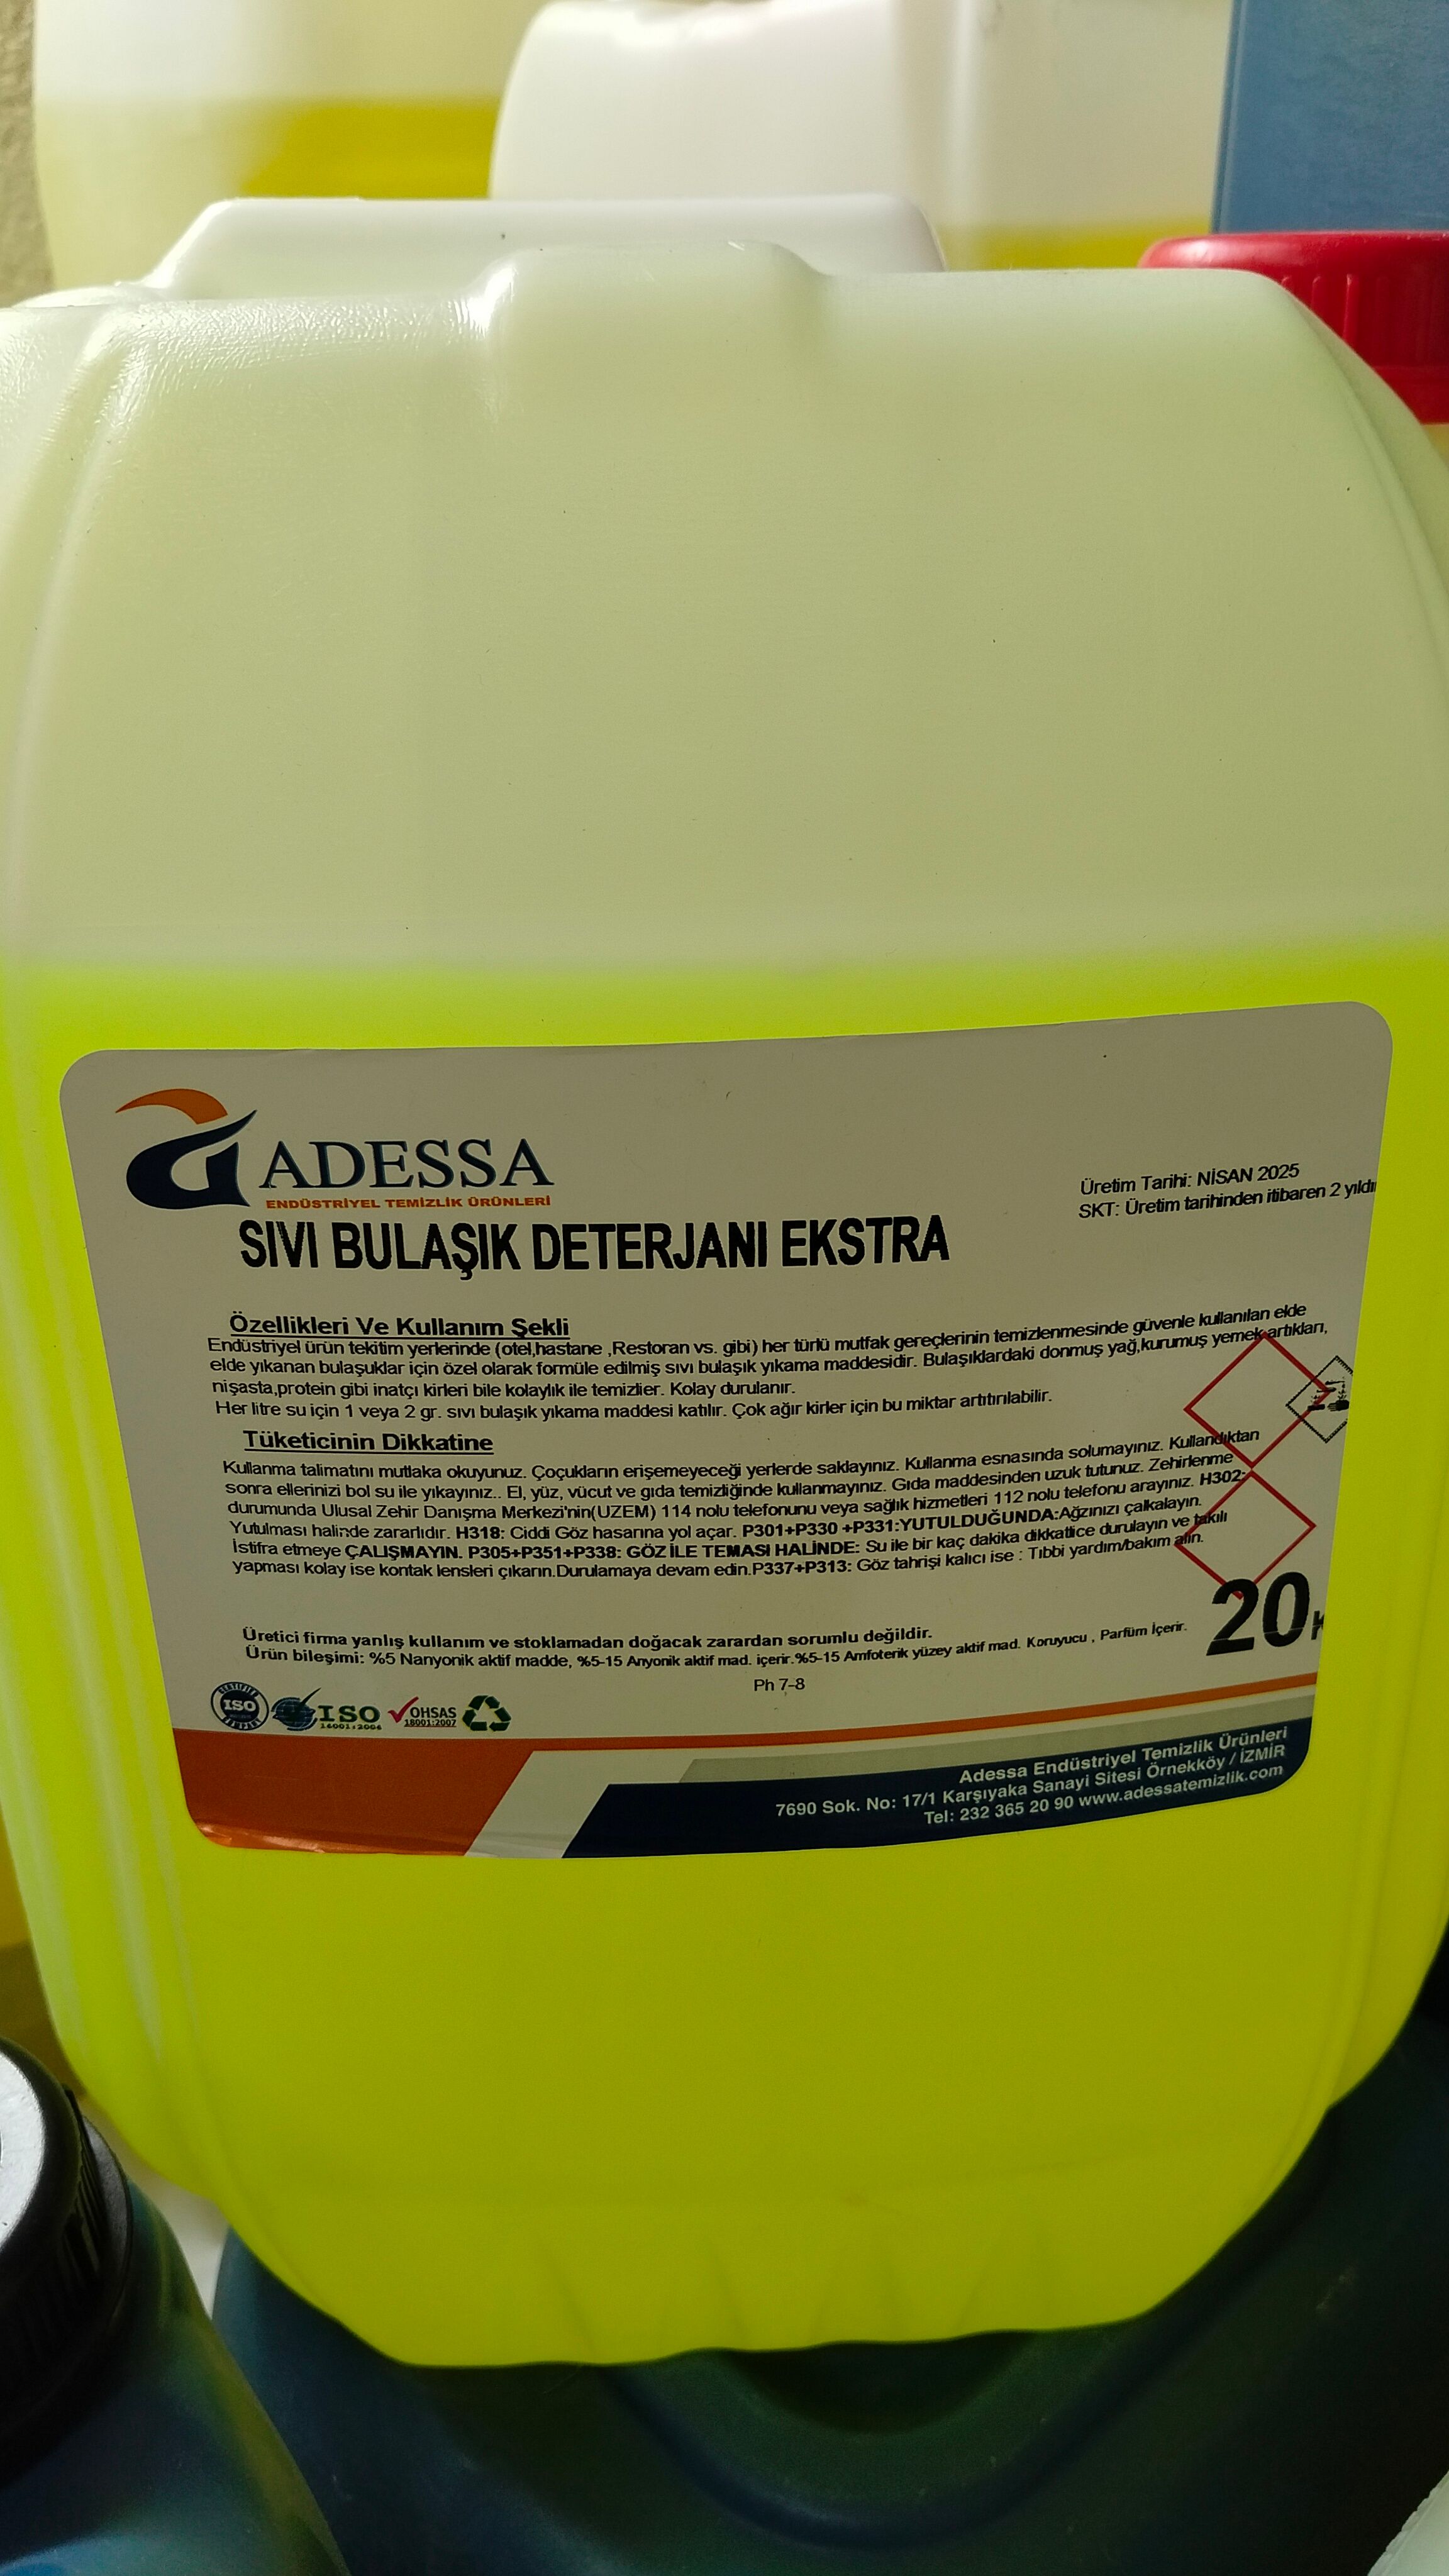 ADESSA
ENDÜSTRİYEL TEMİZLİK ÜRÜNLERİ
SIVI BULAŞIK DETERJANI EKSTRA
Üretim Tarihi: NİSAN 2025
SKT: Üretim tarihinden itibaren 2 yıldı
Özellikleri Ve Kullanım Şekli
Endüstriyel ürün tekitim yerlerinde (otel,hastane ,Restoran vs. gibi) her türlü mutfak gereçlerinin temizlenmesinde güvenle kullanılan elde
elde yıkanan bulaşuklar için özel olarak formüle edilmiş sıvı bulaşık yıkama maddesidir. Bulaşıklardaki donmuş yağ,kurumuş yemek artıkları,
nişasta,protein gibi inatçı kirleri bile kolaylık ile temizlier. Kolay durulanır.
Her litre su için 1 veya 2 gr. sıvı bulaşık yıkama maddesi katılır. Çok ağır kirler için bu miktar artıtırılabilir.
Tüketicinin Dikkatine
Kullanma talimatını mutlaka okuyunuz. Çoçukların erişemeyeceği yerlerde saklayınız. Kullanma esnasında solumayınız. Kullandıktan
sonra ellerinizi bol su ile yıkayınız.. El, yüz, vücut ve gıda temizliğinde kullanmayınız. Gıda maddesinden uzuk tutunuz. Zehirlenme
durumunda Ulusal Zehir Danışma Merkezi'nin(UZEM) 114 nolu telefonunu veya sağlık hizmetleri 112 nolu telefonu arayınız. H302:
Yutulması halinde zararlıdır. H318: Ciddi Göz hasarına yol açar. P301+P330 +P331:YUTULDUĞUNDA:Ağzınızı çalkalayın.
İstifra etmeye ÇALIŞMAYIN. P305+P351+P338: GÖZ İLE TEMASI HALİNDE: Su ile bir kaç dakika dikkatlice durulayın ve takılı
yapması kolay ise kontak lensleri çıkarın.Durulamaya devam edin.P337+P313: Göz tahrişi kalıcı ise : Tıbbi yardım/bakım alın.
20
Üretici firma yanlış kullanım ve stoklamadan doğacak zarardan sorumlu değildir.
Ürün bileşimi: %5 Nanyonik aktif madde, %5-15 Anyonik aktif mad. içerir.%5-15 Amfoterik yüzey aktif mad. Koruyucu , Parfüm İçerir.
Ph 7-8
CERTIFIED ISO COMPANY
ISO
14001:2004
OHSAS
18001:2007
Adessa Endüstriyel Temizlik Ürünleri
7690 Sok. No: 17/1 Karşıyaka Sanayi Sitesi Örnekköy / İZMİR
Tel: 232 365 20 90 www.adessatemizlik.com